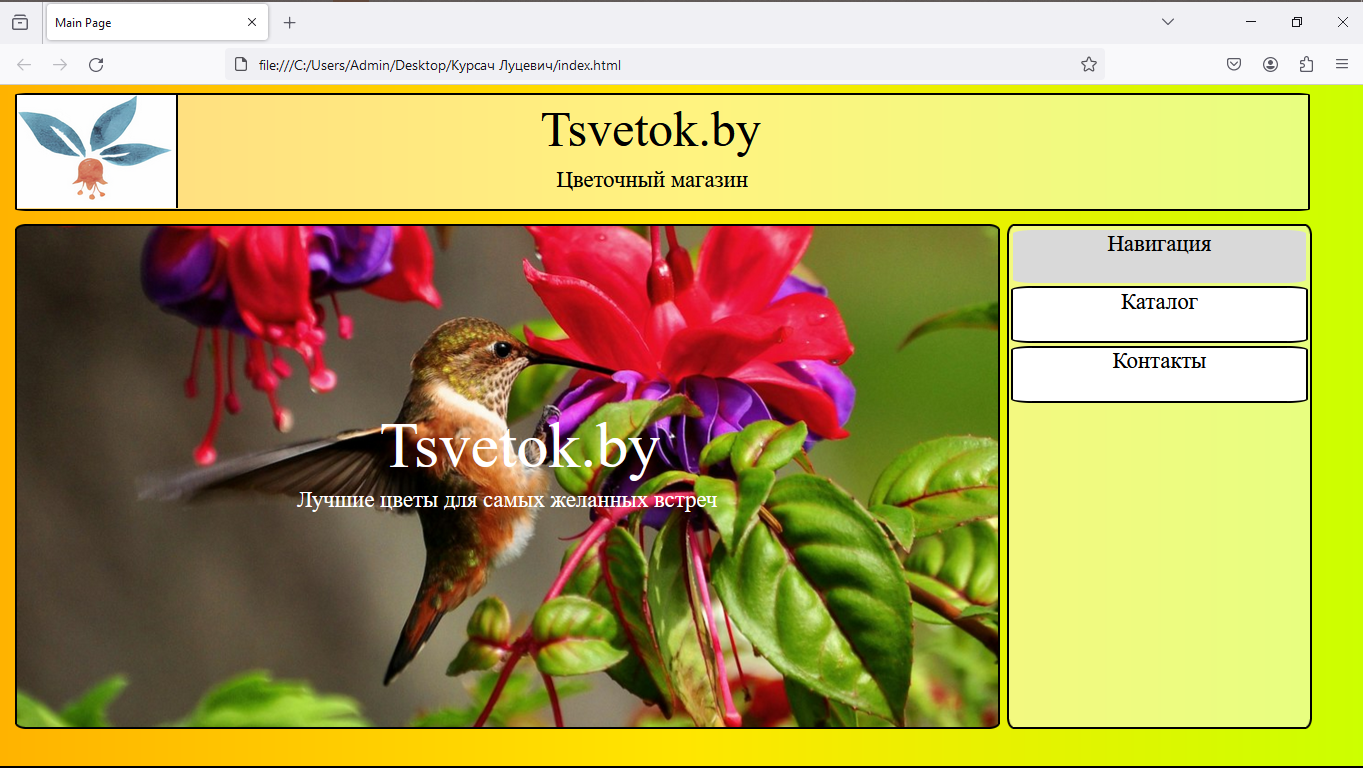 Main Page
file:///C:/Users/Admin/Desktop/Курсач Луцевич/index.html
Tsvetok.by
Цветочный магазин
Навигация
Каталог
Контакты
Tsvetok.by
Лучшие цветы для самых желанных встреч